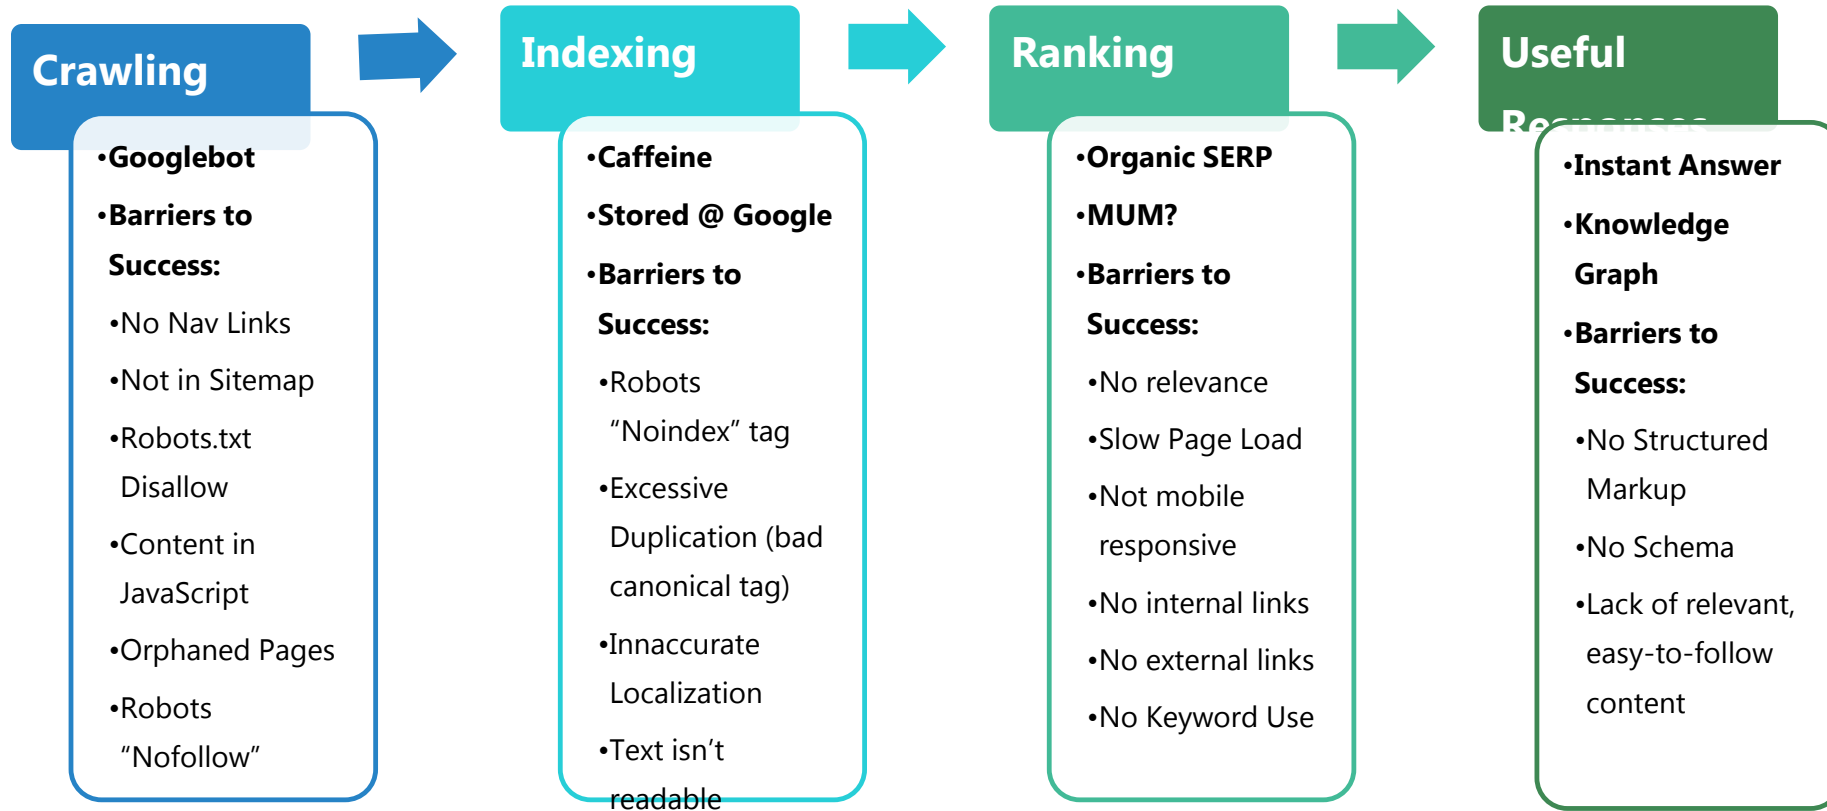 Crawling
•Googlebot
•Barriers to
Success:
•No Nav Links
•Not in Sitemap
•Robots.txt
Disallow
•Content in
JavaScript
•Orphaned Pages
•Robots
“Nofollow”
Indexing
•Caffeine
•Stored @ Google
•Barriers to
Success:
•Robots
“Noindex” tag
•Excessive
Duplication (bad
canonical tag)
•Innaccurate
Localization
•Text isn’t
readable
Ranking
•Organic SERP
•MUM?
•Barriers to
Success:
•No relevance
•Slow Page Load
•Not mobile
responsive
•No internal links
•No external links
•No Keyword Use
Useful
Responses
•Instant Answer
•Knowledge
Graph
•Barriers to
Success:
•No Structured
Markup
•No Schema
•Lack of relevant,
easy-to-follow
content